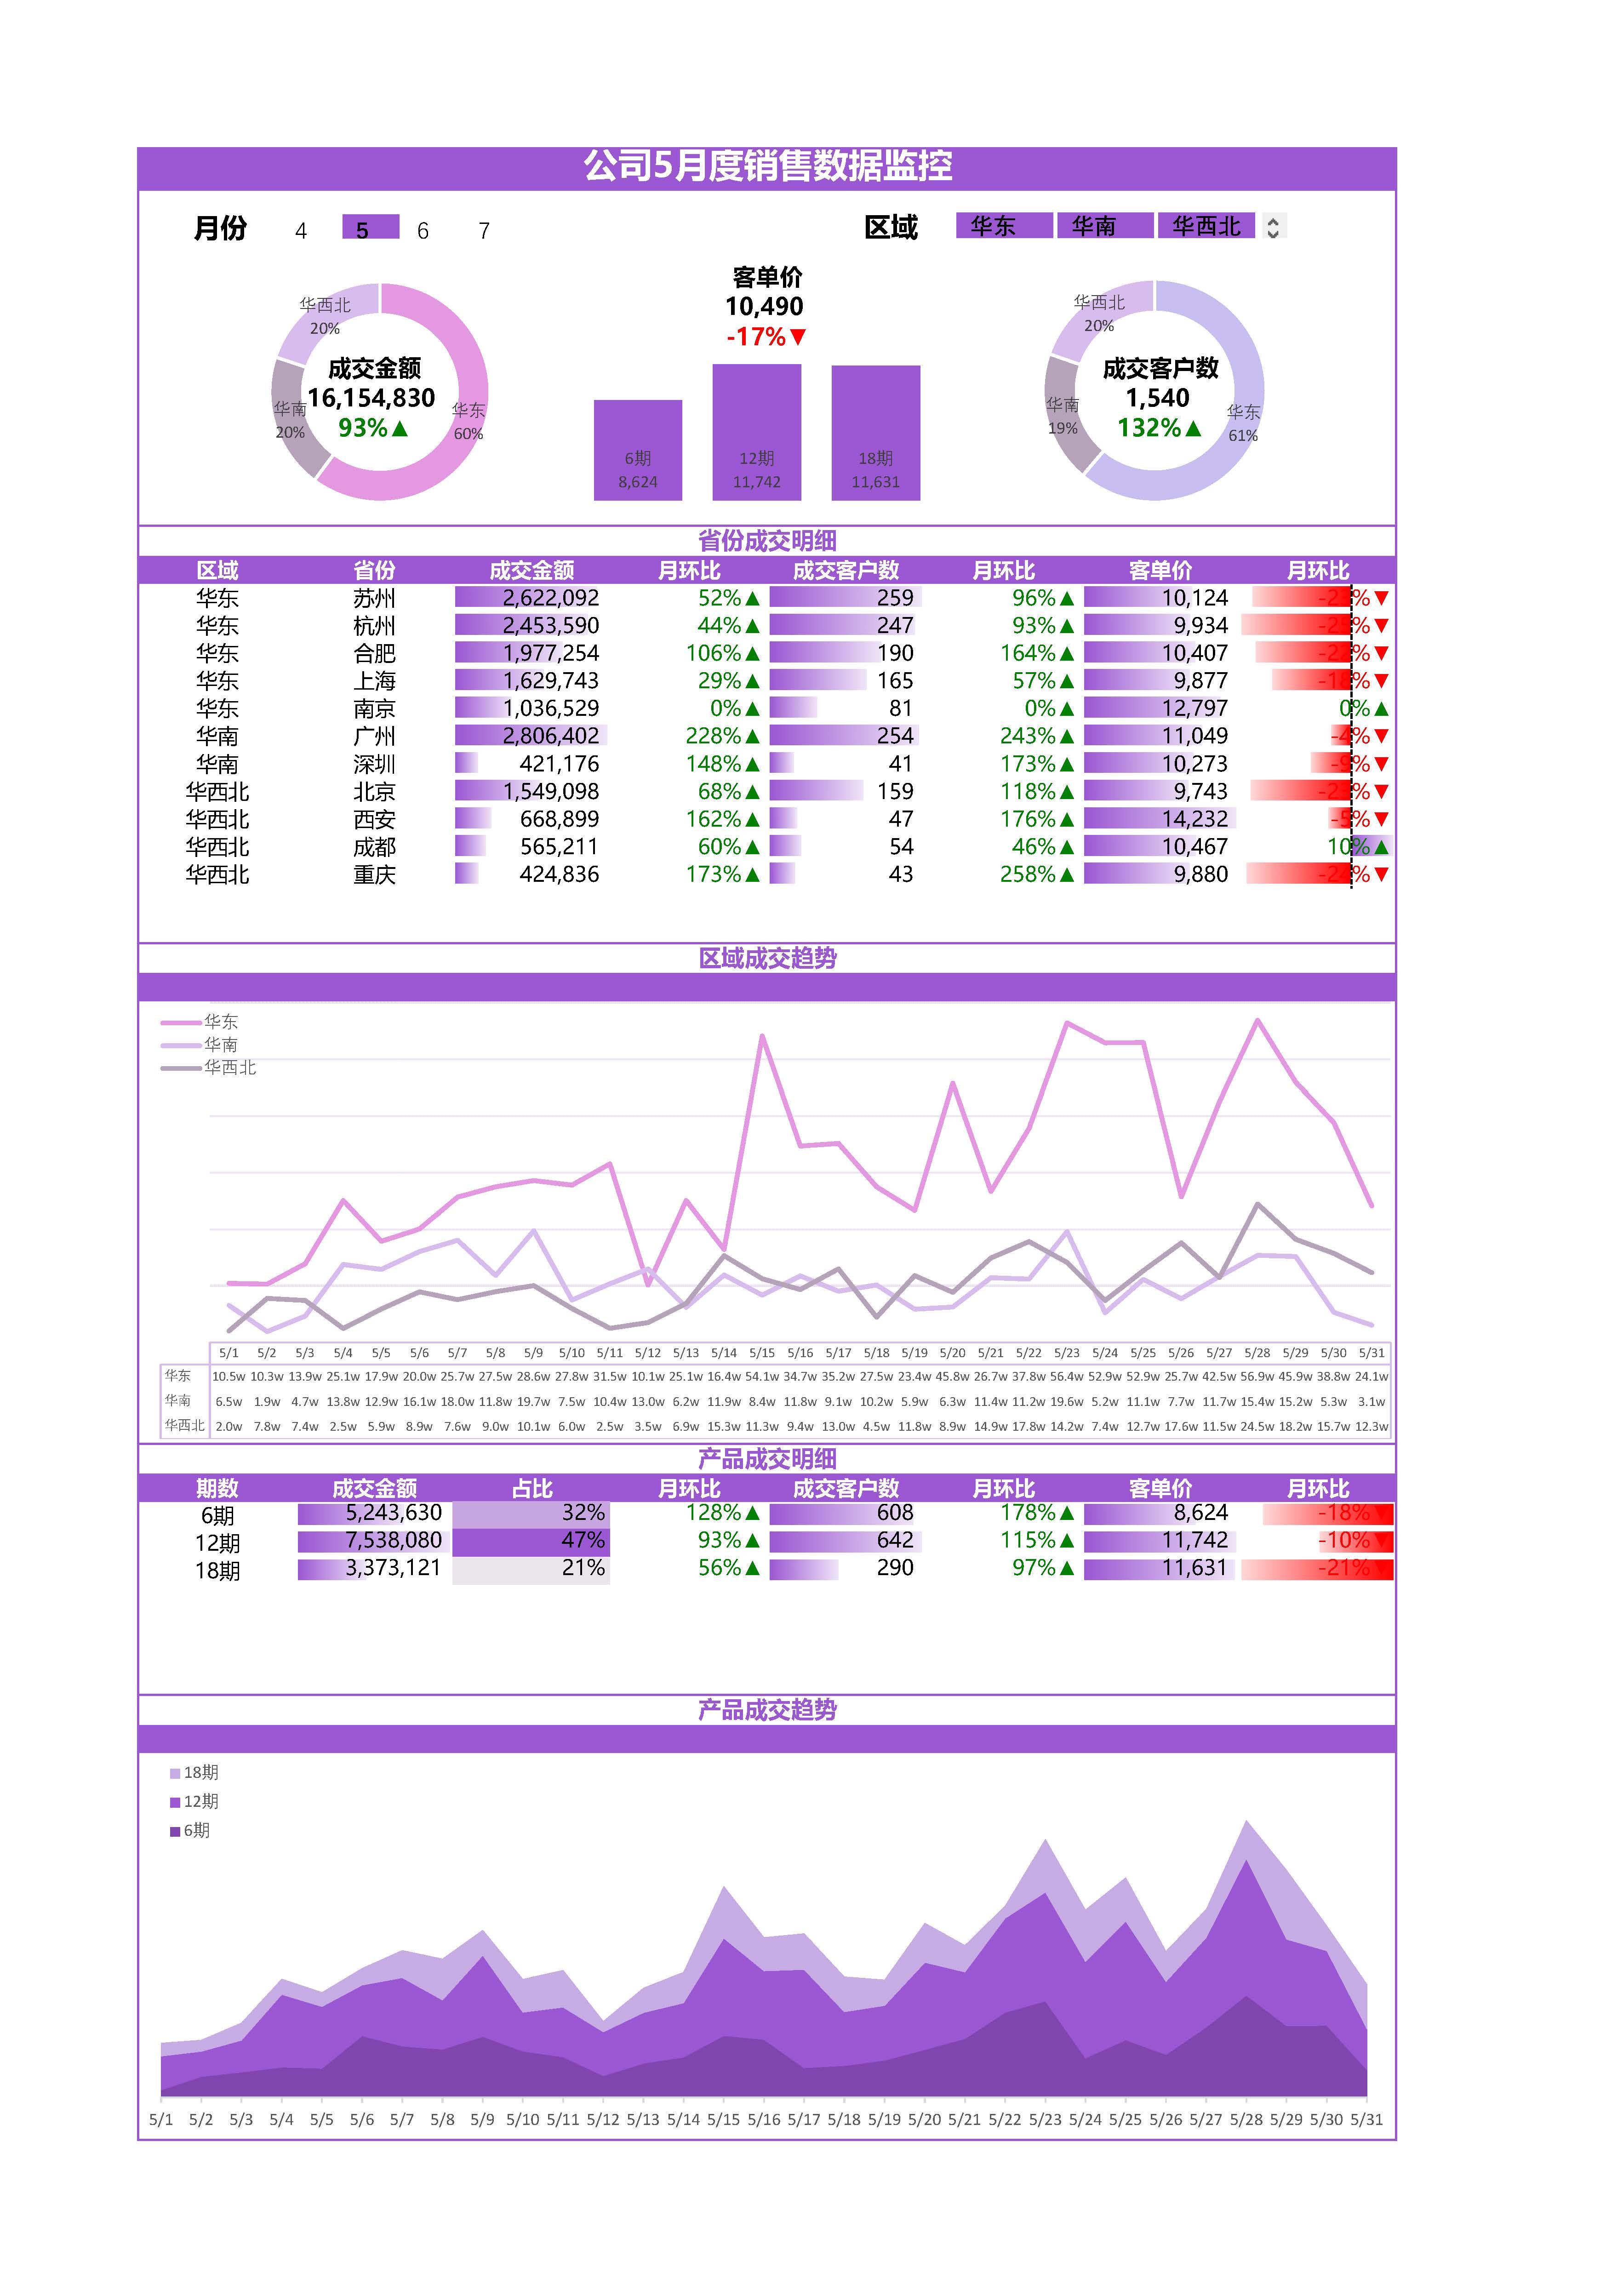 公司5月度销售数据监控
月份 4 5 6 7 区域 华东 华南 华西北
华西北
20%
华南
20%
成交金额
16,154,830
93%▲
华东
60%
客单价
10,490
-17%▼
6期 12期 18期
8,624 11,742 11,631
华西北
20%
华南
19%
成交客户数
1,540
132%▲
华东
61%
省份成交明细
区域 省份 成交金额 月环比 成交客户数 月环比 客单价 月环比
华东 苏州 2,622,092 52%▲ 259 96%▲ 10,124 %▼
华东 杭州 2,453,590 44%▲ 247 93%▲ 9,934 %▼
华东 合肥 1,977,254 106%▲ 190 164%▲ 10,407 %▼
华东 上海 1,629,743 29%▲ 165 57%▲ 9,877 -18%▼
华东 南京 1,036,529 0%▲ 81 0%▲ 12,797 0%▲
华南 广州 2,806,402 228%▲ 254 243%▲ 11,049 -4%▼
华南 深圳 421,176 148%▲ 41 173%▲ 10,273 -9%▼
华西北 北京 1,549,098 68%▲ 159 118%▲ 9,743 %▼
华西北 西安 668,899 162%▲ 47 176%▲ 14,232 -5%▼
华西北 成都 565,211 60%▲ 54 46%▲ 10,467 10%▲
华西北 重庆 424,836 173%▲ 43 258%▲ 9,880 %▼
区域成交趋势
华东
华南
华西北
5/1 5/2 5/3 5/4 5/5 5/6 5/7 5/8 5/9 5/10 5/11 5/12 5/13 5/14 5/15 5/16 5/17 5/18 5/19 5/20 5/21 5/22 5/23 5/24 5/25 5/26 5/27 5/28 5/29 5/30 5/31
华东 10.5w 10.3w 13.9w 25.1w 17.9w 20.0w 25.7w 27.5w 28.6w 27.8w 31.5w 10.1w 25.1w 16.4w 54.1w 34.7w 35.2w 27.5w 23.4w 45.8w 26.7w 37.8w 56.4w 52.9w 52.9w 25.7w 42.5w 56.9w 45.9w 38.8w 24.1w
华南 6.5w 1.9w 4.7w 13.8w 12.9w 16.1w 18.0w 11.8w 19.7w 7.5w 10.4w 13.0w 6.2w 11.9w 8.4w 11.8w 9.1w 10.2w 5.9w 6.3w 11.4w 11.2w 19.6w 5.2w 11.1w 7.7w 11.7w 15.4w 15.2w 5.3w 3.1w
华西北 2.0w 7.8w 7.4w 2.5w 5.9w 8.9w 7.6w 9.0w 10.1w 6.0w 2.5w 3.5w 6.9w 15.3w 11.3w 9.4w 13.0w 4.5w 11.8w 8.9w 14.9w 17.8w 14.2w 7.4w 12.7w 17.6w 11.5w 24.5w 18.2w 15.7w 12.3w
产品成交明细
期数 成交金额 占比 月环比 成交客户数 月环比 客单价 月环比
6期 5,243,630 32% 128%▲ 608 178%▲ 8,624 -18%▼
12期 7,538,080 47% 93%▲ 642 115%▲ 11,742 -10%▼
18期 3,373,121 21% 56%▲ 290 97%▲ 11,631 -21%▼
产品成交趋势
18期
12期
6期
5/1 5/2 5/3 5/4 5/5 5/6 5/7 5/8 5/9 5/10 5/11 5/12 5/13 5/14 5/15 5/16 5/17 5/18 5/19 5/20 5/21 5/22 5/23 5/24 5/25 5/26 5/27 5/28 5/29 5/30 5/31